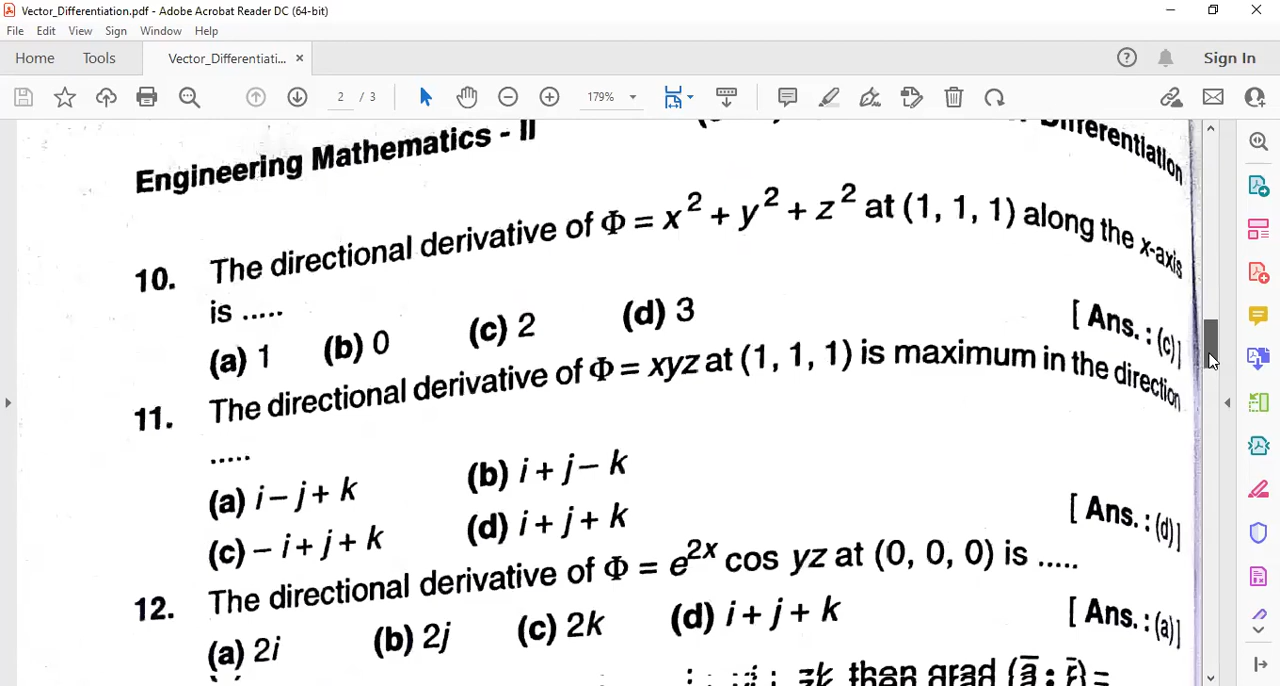 Vector_Differentiation.pdf - Adobe Acrobat Reader DC (64-bit)
File Edit View Sign Window Help
Home Tools Vector_Differentiati... × Sign In
2 / 3 179%
Engineering Mathematics - II Differentiation
10. The directional derivative of Φ = x² + y² + z² at (1, 1, 1) along the x-axis
is .....
(a) 1 (b) 0 (c) 2 (d) 3 [ Ans. : (c)]
11. The directional derivative of Φ = xyz at (1, 1, 1) is maximum in the direction
.....
(a) i – j + k (b) i + j – k
(c) – i + j + k (d) i + j + k [ Ans. : (d)]
12. The directional derivative of Φ = e²ˣ cos yz at (0, 0, 0) is .....
(a) 2i (b) 2j (c) 2k (d) i + j + k [ Ans. : (a)]
zk then grad (a̅ · r̅) =